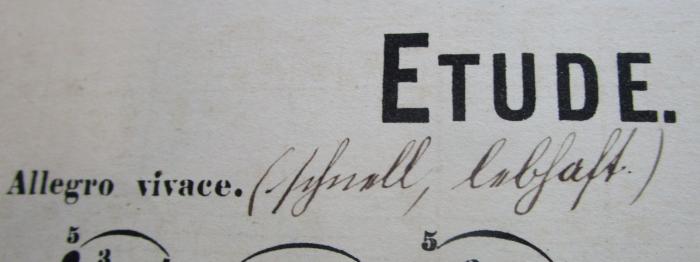 ETUDE.
Allegro vivace. (schnell, lebhaft.)
5 3 5